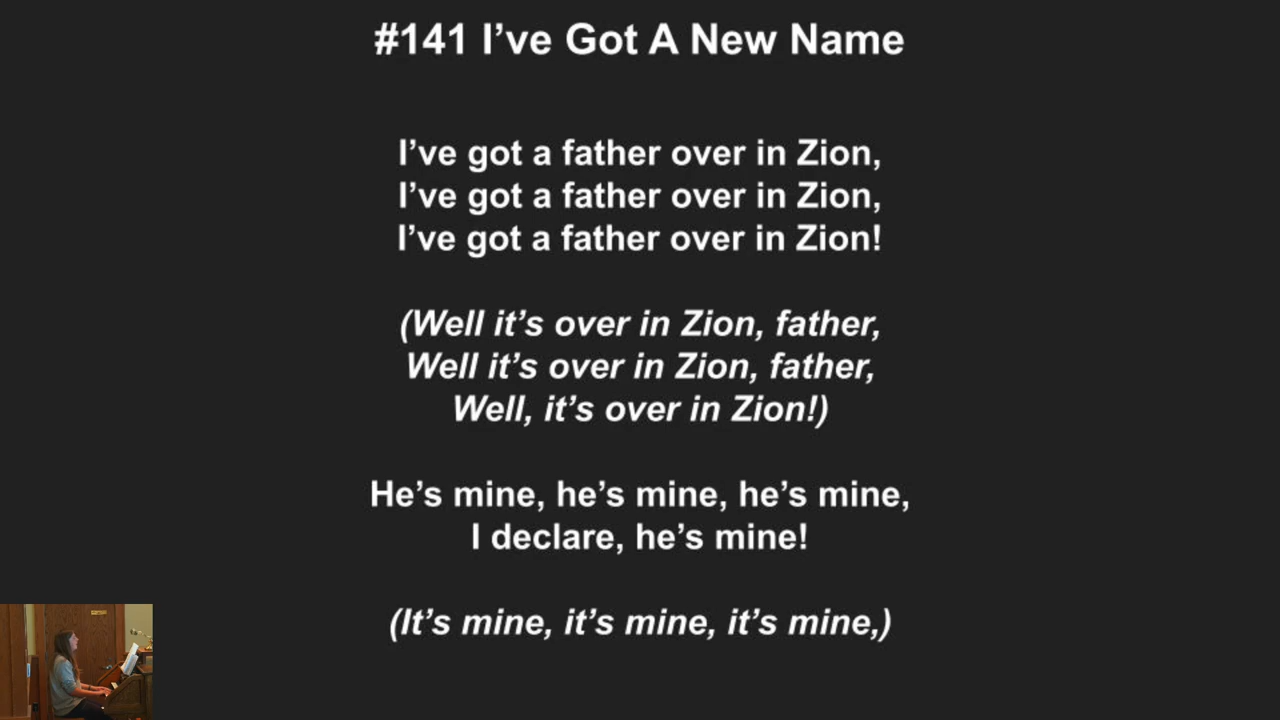 #141 I’ve Got A New Name
I’ve got a father over in Zion,
I’ve got a father over in Zion,
I’ve got a father over in Zion!
(Well it’s over in Zion, father,
Well it’s over in Zion, father,
Well, it’s over in Zion!)
He’s mine, he’s mine, he’s mine,
I declare, he’s mine!
(It’s mine, it’s mine, it’s mine,)